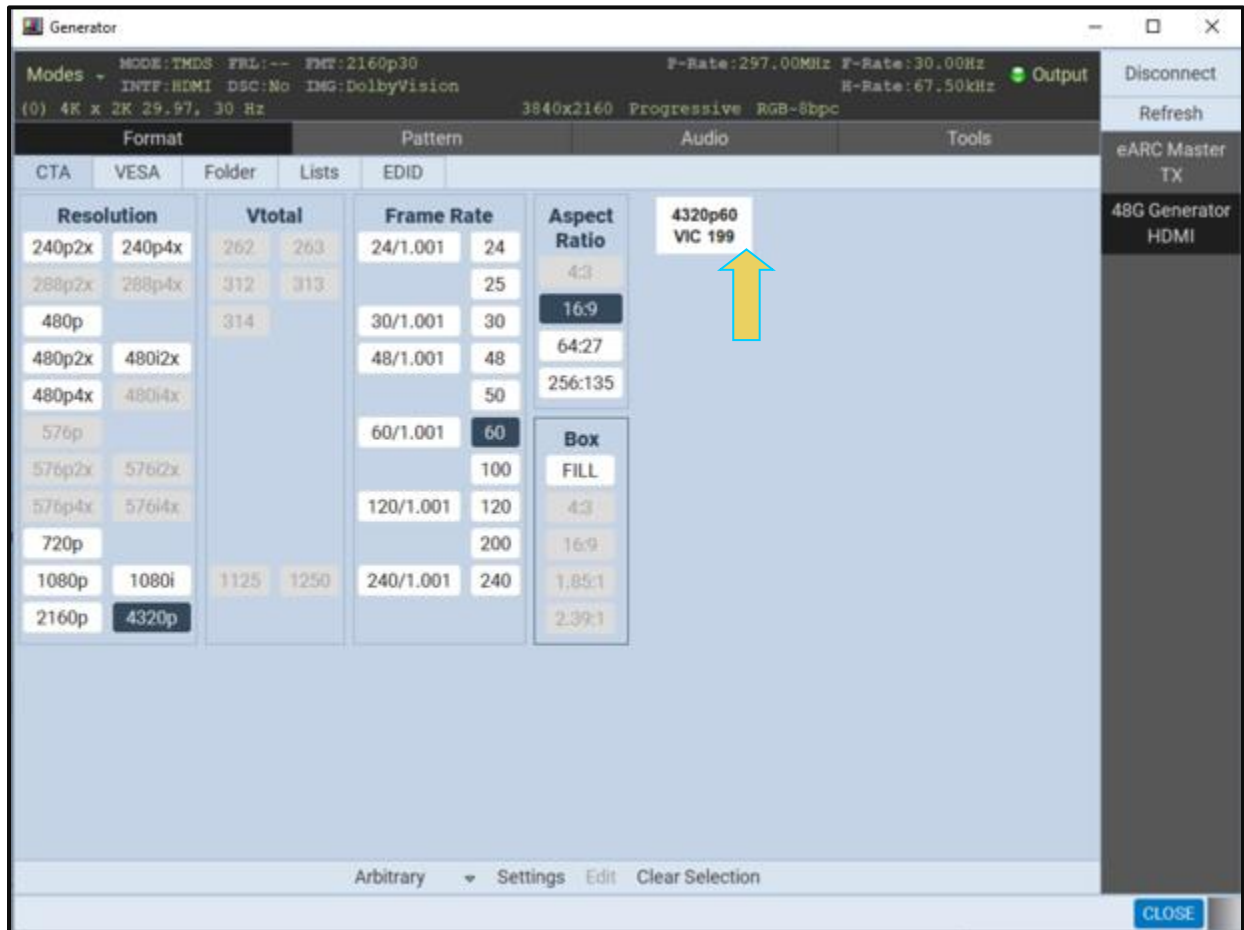 Generator
Modes MODE:TMDS FRL:-- FMT:2160p30 P-Rate:297.00MHz F-Rate:30.00Hz Output
INTF:HDMI DSC:No IMG:DolbyVision H-Rate:67.50kHz
(0) 4K x 2K 29.97, 30 Hz 3840x2160 Progressive RGB-8bpc
Format Pattern Audio Tools
CTA VESA Folder Lists EDID
Disconnect
Refresh
eARC Master
TX
48G Generator
HDMI
Resolution Vtotal Frame Rate Aspect
Ratio
4320p60
VIC 199
240p2x 240p4x 262 263 24/1.001 24
4:3
288p2x 288p4x 312 313 25
16:9
480p 314 30/1.001 30
64:27
480p2x 480i2x 48/1.001 48
256:135
480p4x 480i4x 50
576p 60/1.001 60
Box
576p2x 576i2x 100 FILL
576p4x 576i4x 120/1.001 120 4:3
720p 200 16:9
1080p 1080i 1125 1250 240/1.001 240 1.85:1
2160p 4320p 2.39:1
Arbitrary Settings Edit Clear Selection
CLOSE